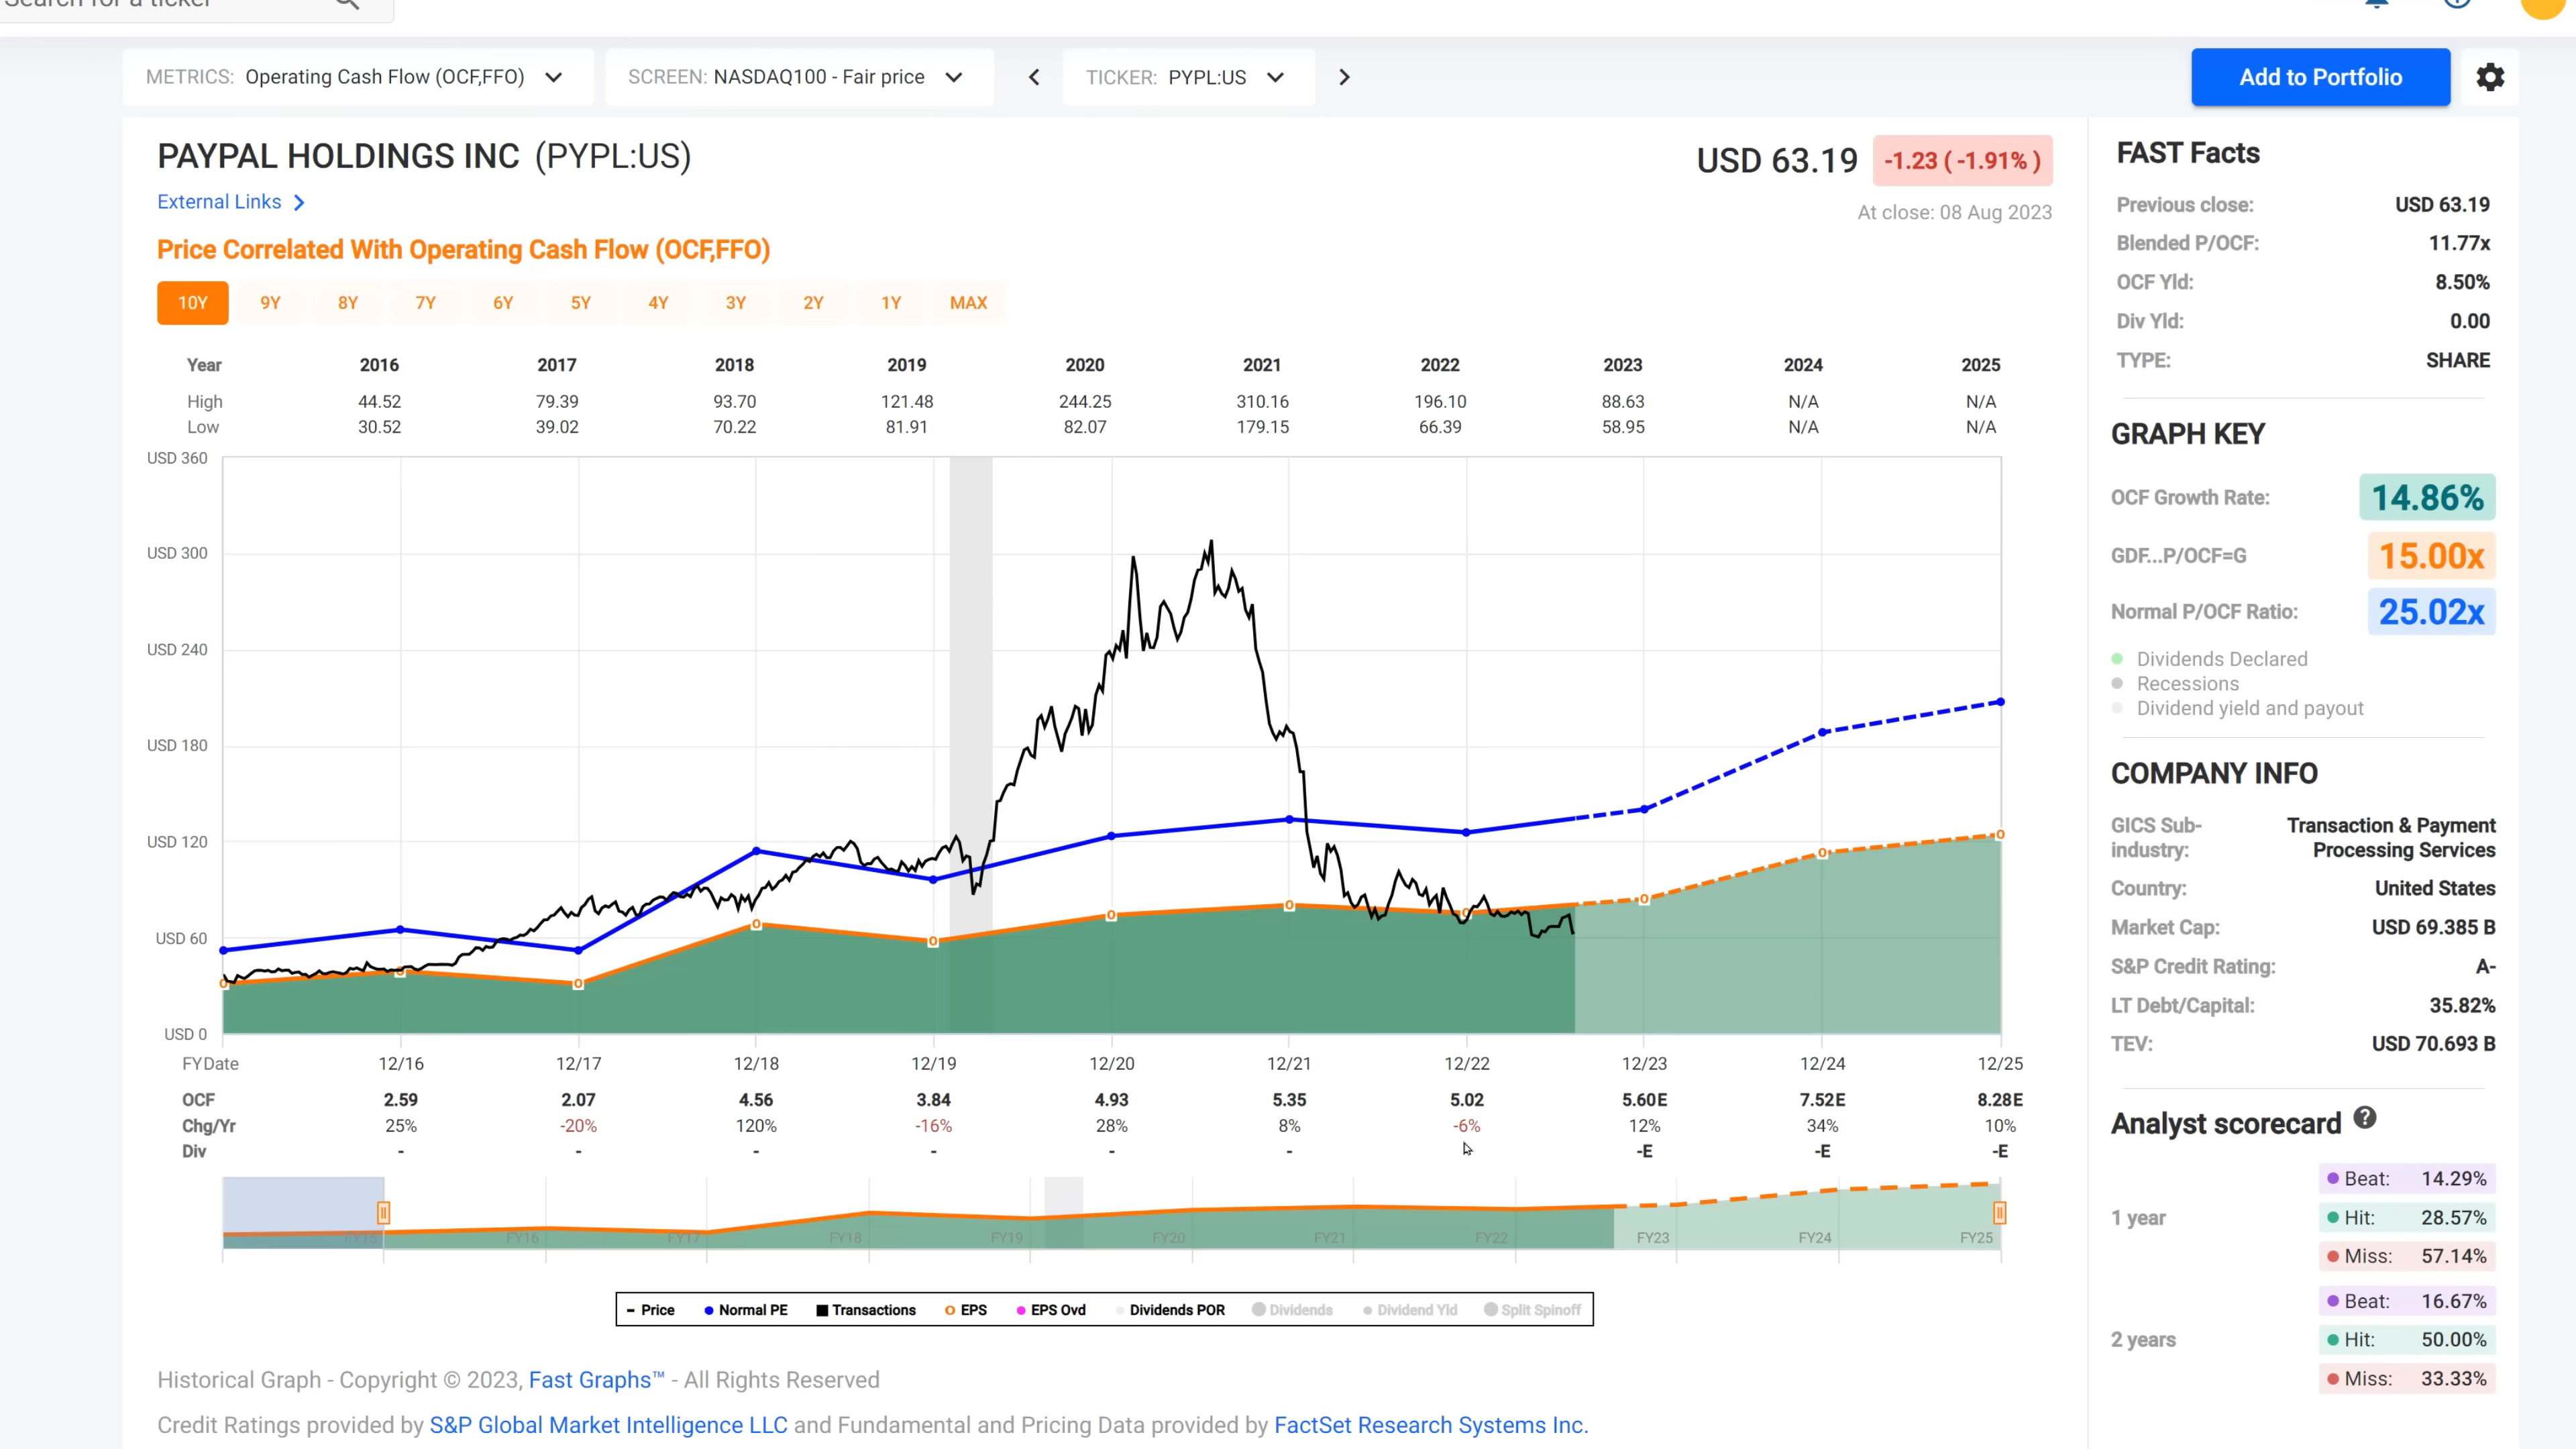 Search for a ticker
METRICS: Operating Cash Flow (OCF,FFO) SCREEN: NASDAQ100 - Fair price TICKER: PYPL:US Add to Portfolio
PAYPAL HOLDINGS INC (PYPL:US)
USD 63.19 -1.23 ( -1.91% )
External Links
At close: 08 Aug 2023
Price Correlated With Operating Cash Flow (OCF,FFO)
10Y 9Y 8Y 7Y 6Y 5Y 4Y 3Y 2Y 1Y MAX
Year 2016 2017 2018 2019 2020 2021 2022 2023 2024 2025
High 44.52 79.39 93.70 121.48 244.25 310.16 196.10 88.63 N/A N/A
Low 30.52 39.02 70.22 81.91 82.07 179.15 66.39 58.95 N/A N/A
USD 360
USD 300
USD 240
USD 180
USD 120
USD 60
USD 0
FYDate 12/16 12/17 12/18 12/19 12/20 12/21 12/22 12/23 12/24 12/25
OCF 2.59 2.07 4.56 3.84 4.93 5.35 5.02 5.60E 7.52E 8.28E
Chg/Yr 25% -20% 120% -16% 28% 8% -6% 12% 34% 10%
Div - - - - - - - -E -E -E
FY15 FY16 FY17 FY18 FY19 FY20 FY21 FY22 FY23 FY24 FY25
Price Normal PE Transactions EPS EPS Ovd Dividends POR Dividends Dividend Yld Split Spinoff
Historical Graph - Copyright © 2023, Fast Graphs™ - All Rights Reserved
Credit Ratings provided by S&P Global Market Intelligence LLC and Fundamental and Pricing Data provided by FactSet Research Systems Inc.
FAST Facts
Previous close: USD 63.19
Blended P/OCF: 11.77x
OCF Yld: 8.50%
Div Yld: 0.00
TYPE: SHARE
GRAPH KEY
OCF Growth Rate: 14.86%
GDF...P/OCF=G 15.00x
Normal P/OCF Ratio: 25.02x
Dividends Declared
Recessions
Dividend yield and payout
COMPANY INFO
GICS Sub- Transaction & Payment
industry: Processing Services
Country: United States
Market Cap: USD 69.385 B
S&P Credit Rating: A-
LT Debt/Capital: 35.82%
TEV: USD 70.693 B
Analyst scorecard ?
Beat: 14.29%
1 year Hit: 28.57%
Miss: 57.14%
Beat: 16.67%
2 years Hit: 50.00%
Miss: 33.33%